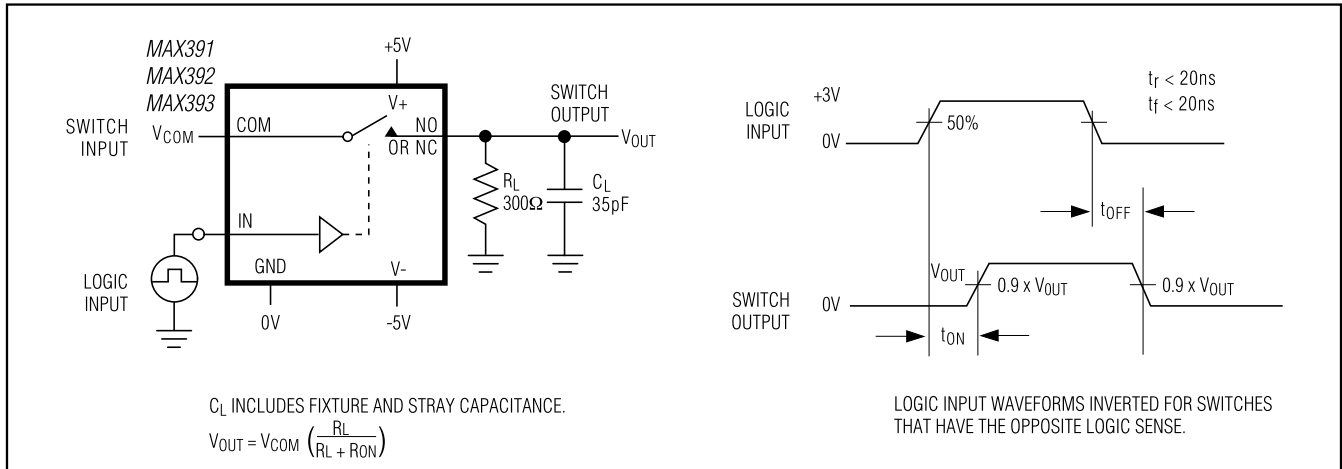 MAX391
MAX392
MAX393
+5V
V+
SWITCH
INPUT
VCOM
COM
NO
OR NC
SWITCH
OUTPUT
VOUT
RL
300Ω
CL
35pF
IN
LOGIC
INPUT
GND
V-
0V
-5V
CL INCLUDES FIXTURE AND STRAY CAPACITANCE.
VOUT = VCOM (RL / RL + RON)
LOGIC
INPUT
+3V
0V
50%
tr < 20ns
tf < 20ns
tOFF
SWITCH
OUTPUT
VOUT
0V
0.9 x VOUT
0.9 x VOUT
tON
LOGIC INPUT WAVEFORMS INVERTED FOR SWITCHES
THAT HAVE THE OPPOSITE LOGIC SENSE.